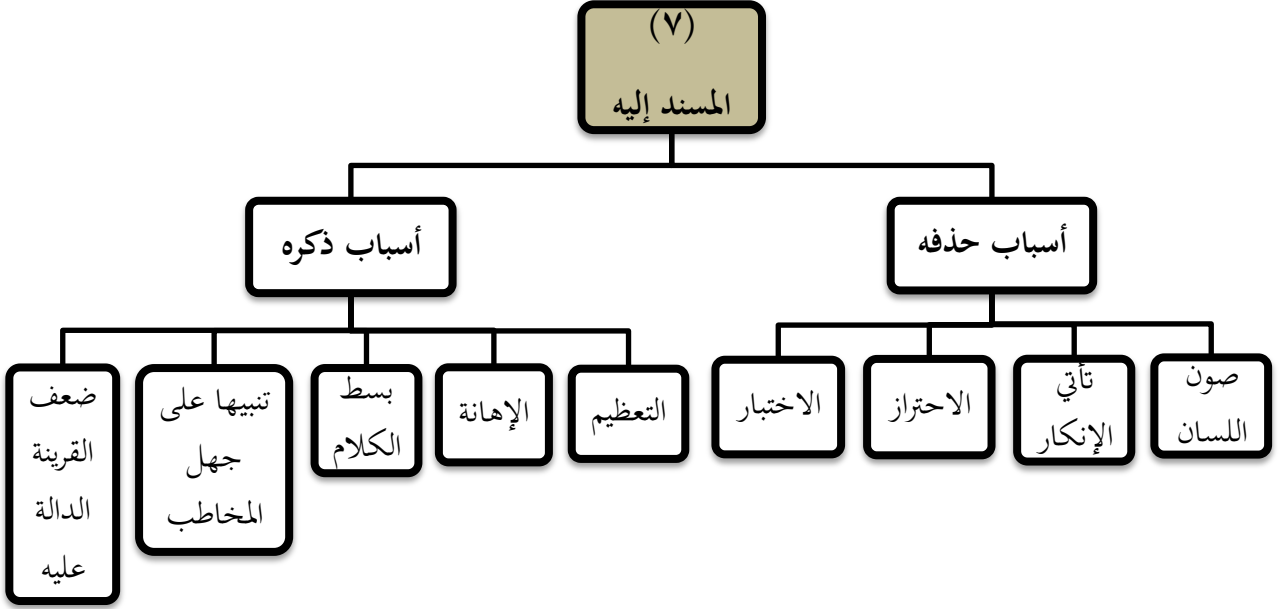 (٧)
المسند إليه
أسباب حذفه
أسباب ذكره
صون
اللسان
تأتي
الإنكار
الاحتراز
الاختبار
التعظيم
الإهانة
بسط
الكلام
تنبيها على
جهل
المخاطب
ضعف
القرينة
الدالة
عليه